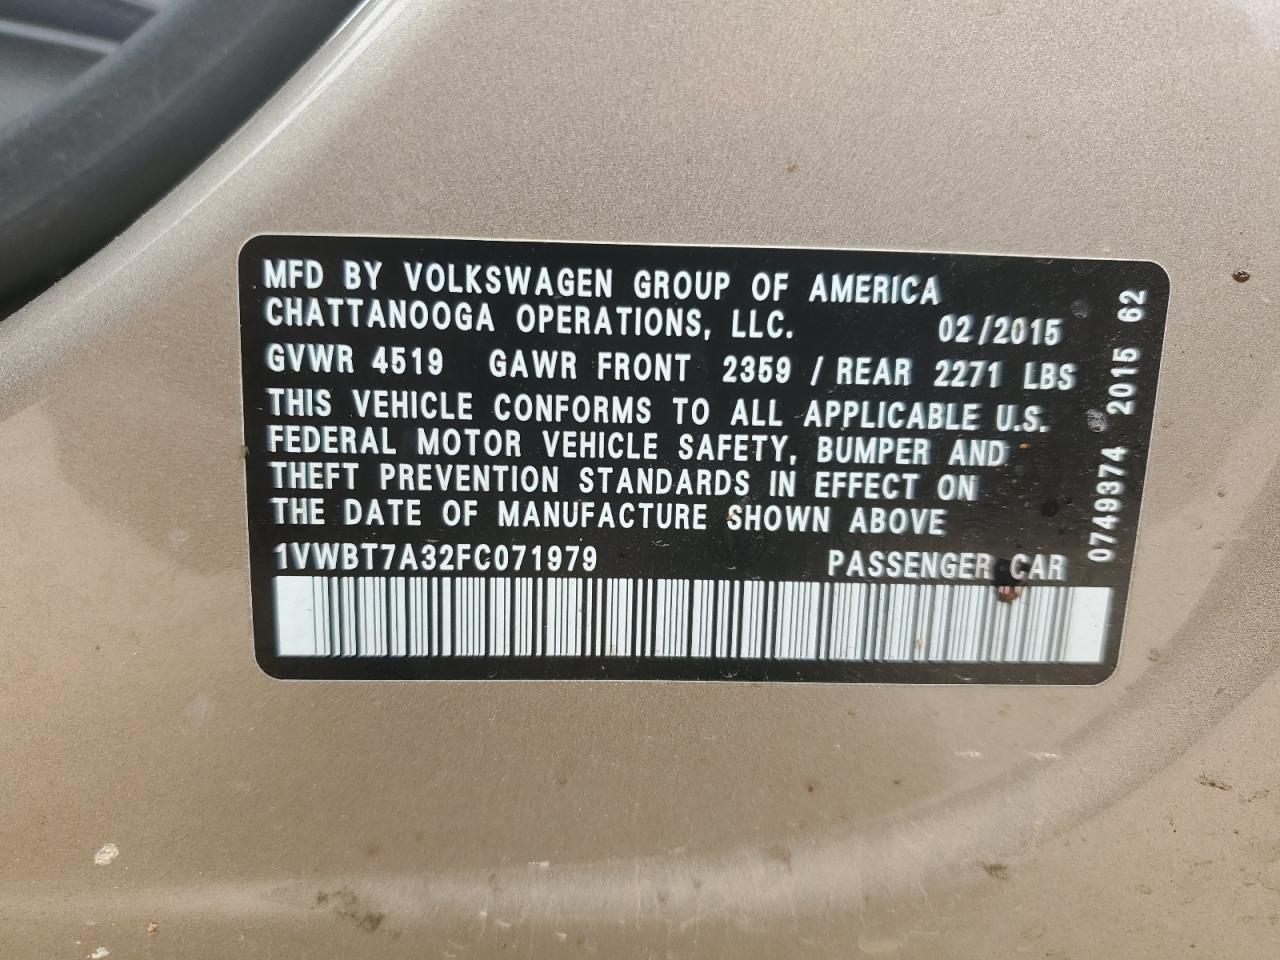 MFD BY VOLKSWAGEN GROUP OF AMERICA
CHATTANOOGA OPERATIONS, LLC. 02/2015
GVWR 4519 GAWR FRONT 2359 / REAR 2271 LBS
THIS VEHICLE CONFORMS TO ALL APPLICABLE U.S.
FEDERAL MOTOR VEHICLE SAFETY, BUMPER AND
THEFT PREVENTION STANDARDS IN EFFECT ON
THE DATE OF MANUFACTURE SHOWN ABOVE
1VWBT7A32FC071979 PASSENGER CAR
0749374 2015 62